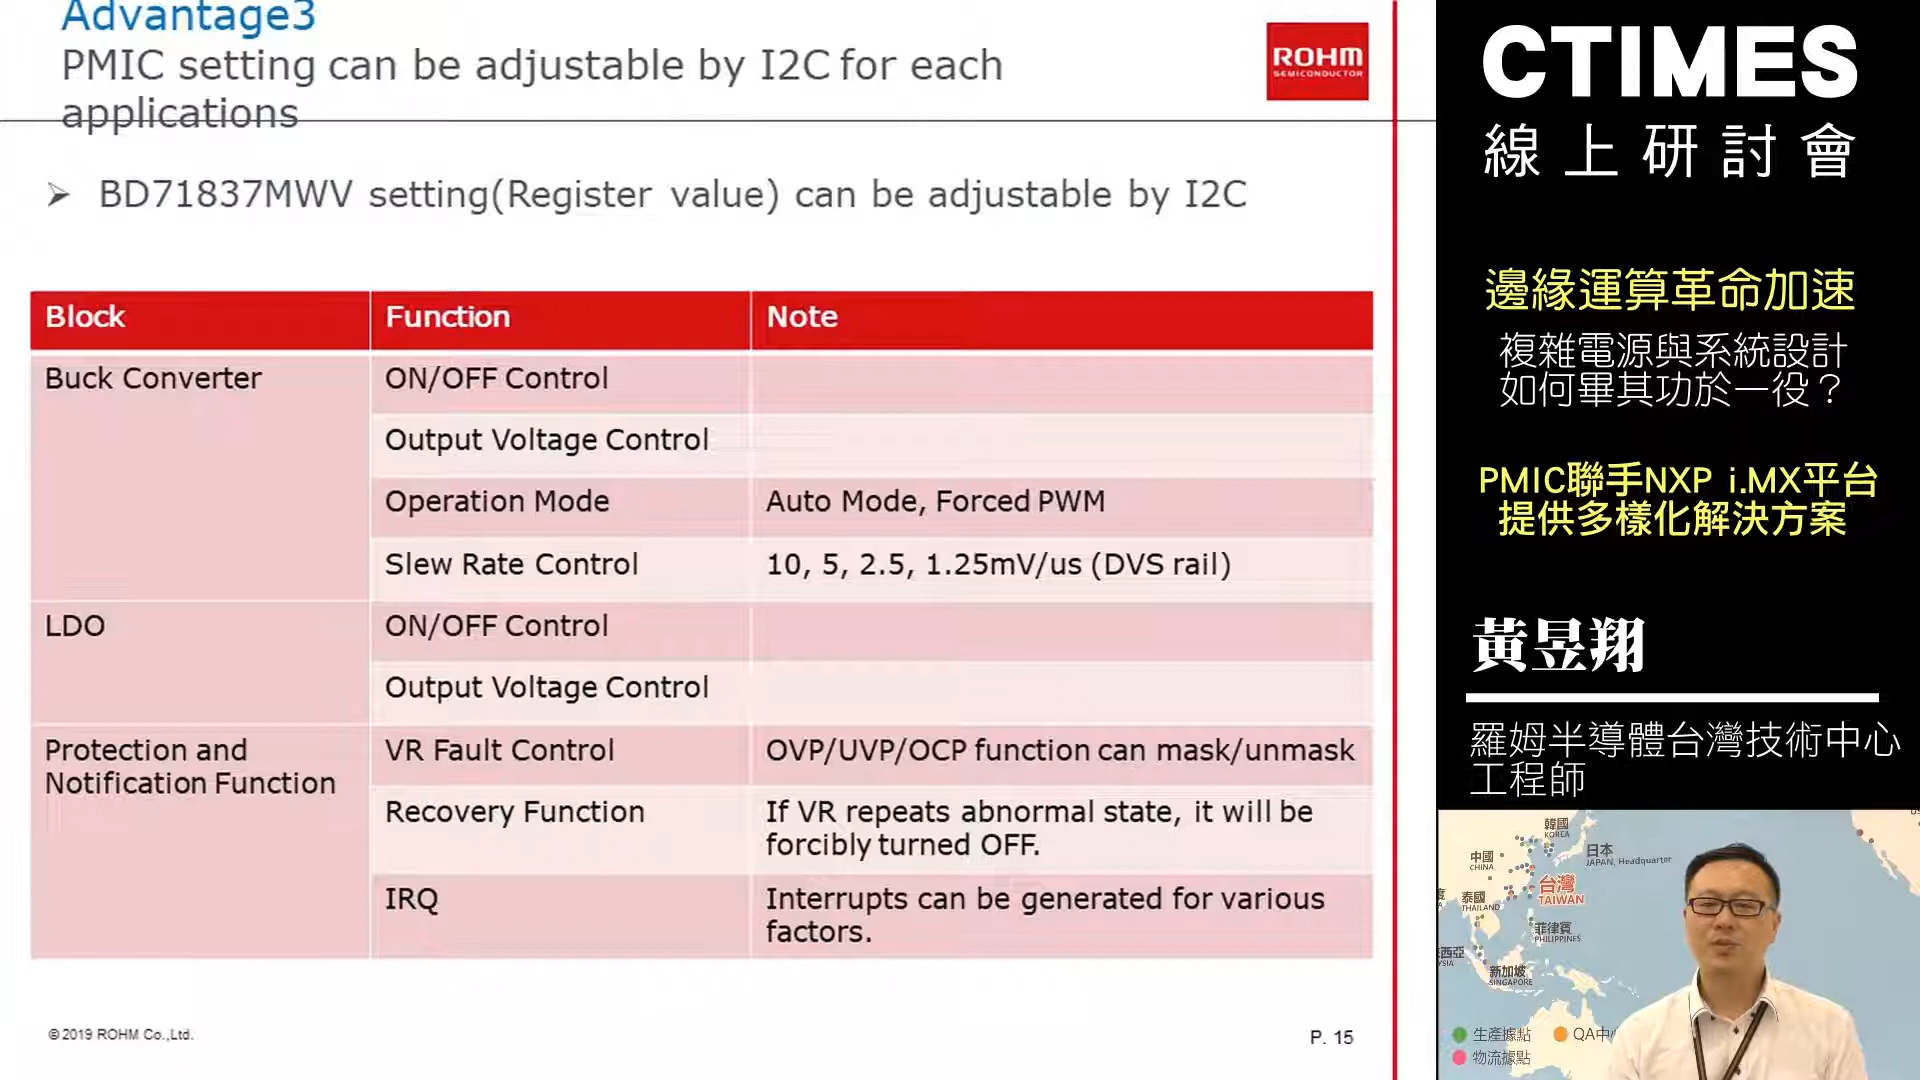 Advantage3
PMIC setting can be adjustable by I2C for each
applications
ROHM
SEMICONDUCTOR
➢ BD71837MWV setting(Register value) can be adjustable by I2C
Block Function Note
Buck Converter ON/OFF Control
Output Voltage Control
Operation Mode Auto Mode, Forced PWM
Slew Rate Control 10, 5, 2.5, 1.25mV/us (DVS rail)
LDO ON/OFF Control
Output Voltage Control
Protection and
Notification Function
VR Fault Control OVP/UVP/OCP function can mask/unmask
Recovery Function If VR repeats abnormal state, it will be
forcibly turned OFF.
IRQ Interrupts can be generated for various
factors.
©2019 ROHM Co.,Ltd.
P. 15
CTIMES
線上研討會
邊緣運算革命加速
複雜電源與系統設計
如何畢其功於一役？
PMIC聯手NXP i.MX平台
提供多樣化解決方案
黃昱翔
羅姆半導體台灣技術中心
工程師
韓國
KOREA
中國
CHINA
日本
JAPAN, Headquarter
台灣
TAIWAN
泰國
THAILAND
菲律賓
PHILIPPINES
西亞
YSIA
新加坡
SINGAPORE
生產據點
QA中
物流據點